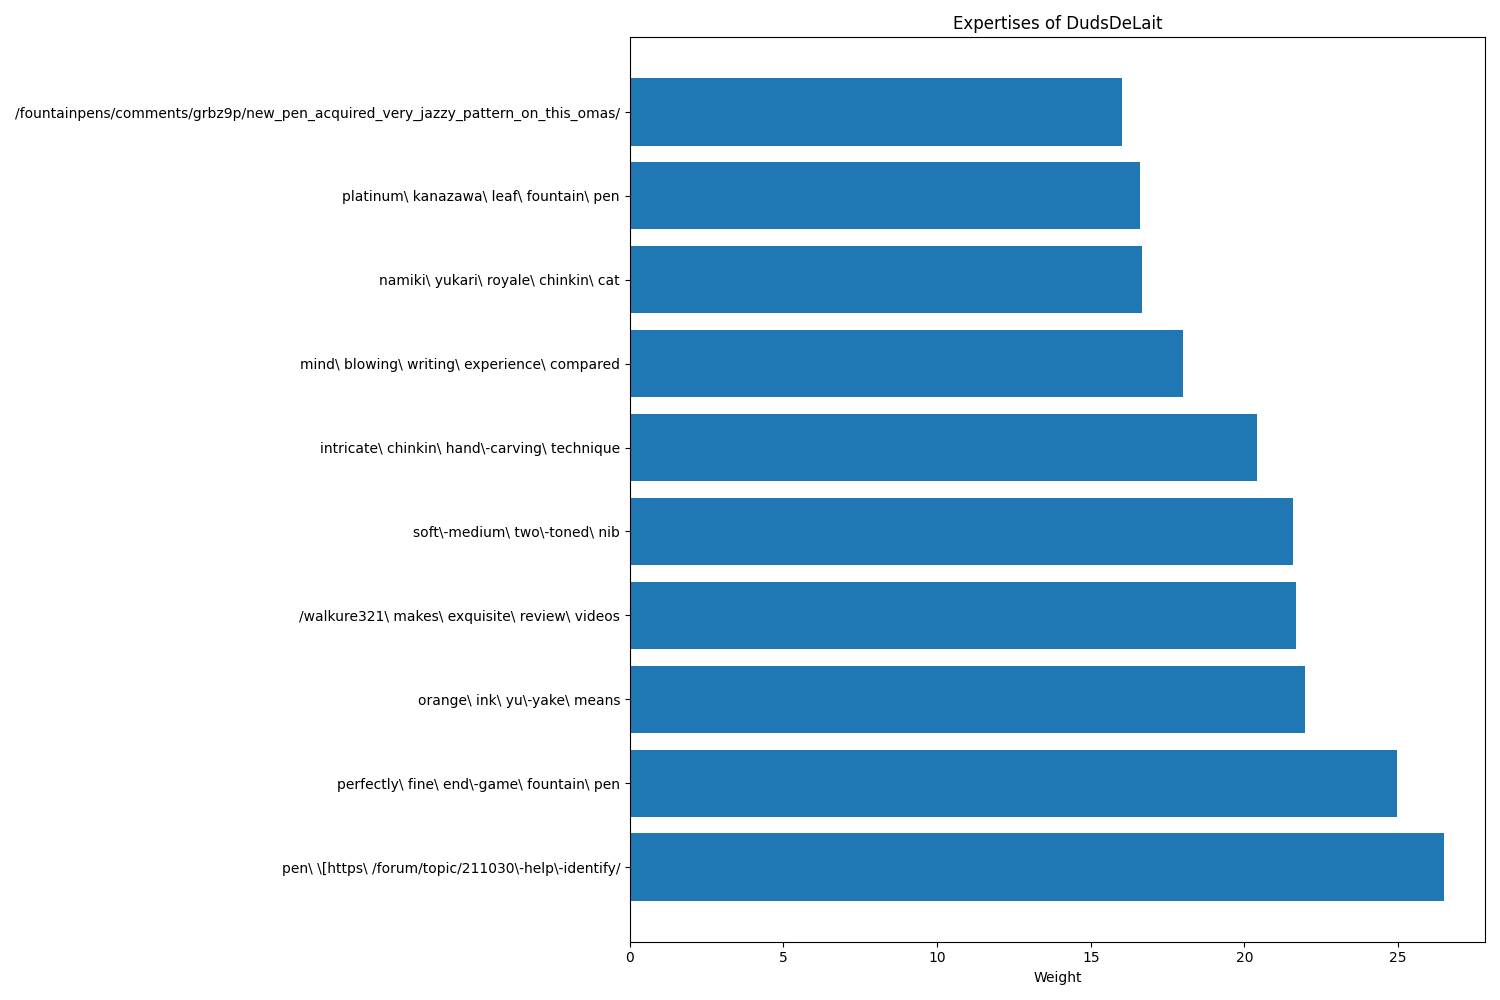 Expertises of DudsDeLait
/fountainpens/comments/grbz9p/new_pen_acquired_very_jazzy_pattern_on_this_omas/
platinum\ kanazawa\ leaf\ fountain\ pen
namiki\ yukari\ royale\ chinkin\ cat
mind\ blowing\ writing\ experience\ compared
intricate\ chinkin\ hand\-carving\ technique
soft\-medium\ two\-toned\ nib
/walkure321\ makes\ exquisite\ review\ videos
orange\ ink\ yu\-yake\ means
perfectly\ fine\ end\-game\ fountain\ pen
pen\ \[https\ /forum/topic/211030\-help\-identify/
0 5 10 15 20 25
Weight